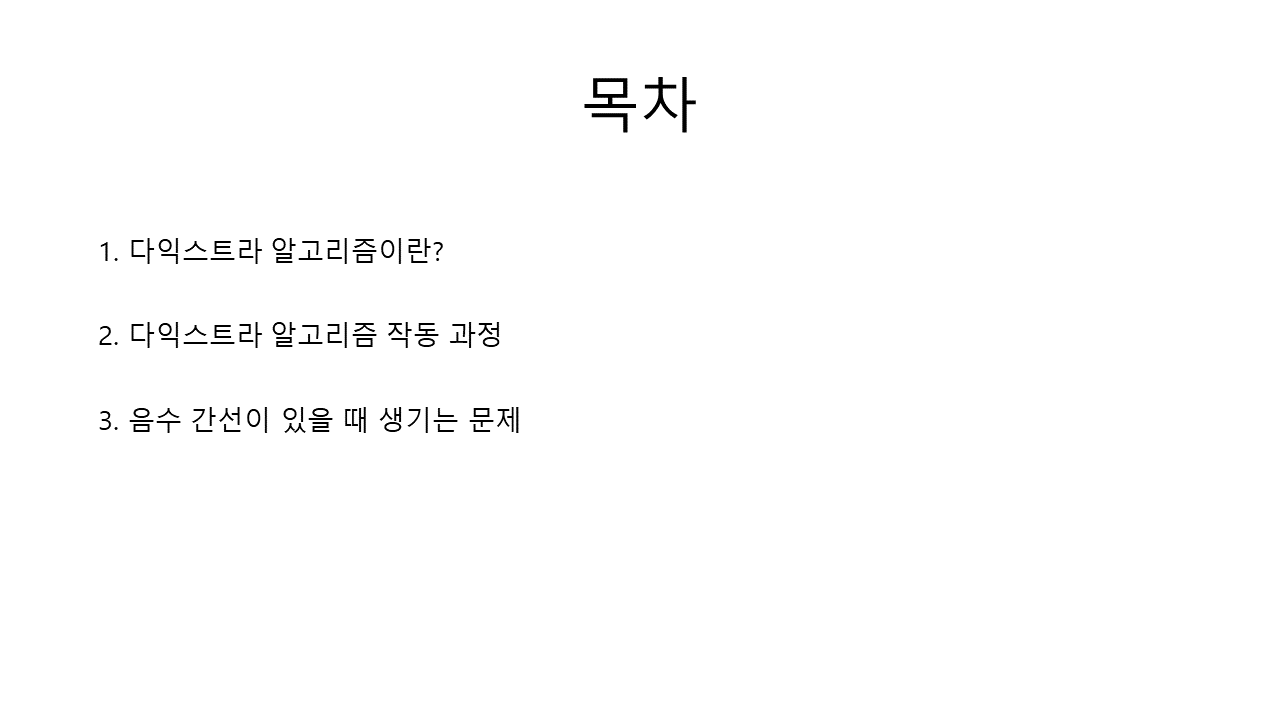 목차
1. 다익스트라 알고리즘이란?
2. 다익스트라 알고리즘 작동 과정
3. 음수 간선이 있을 때 생기는 문제